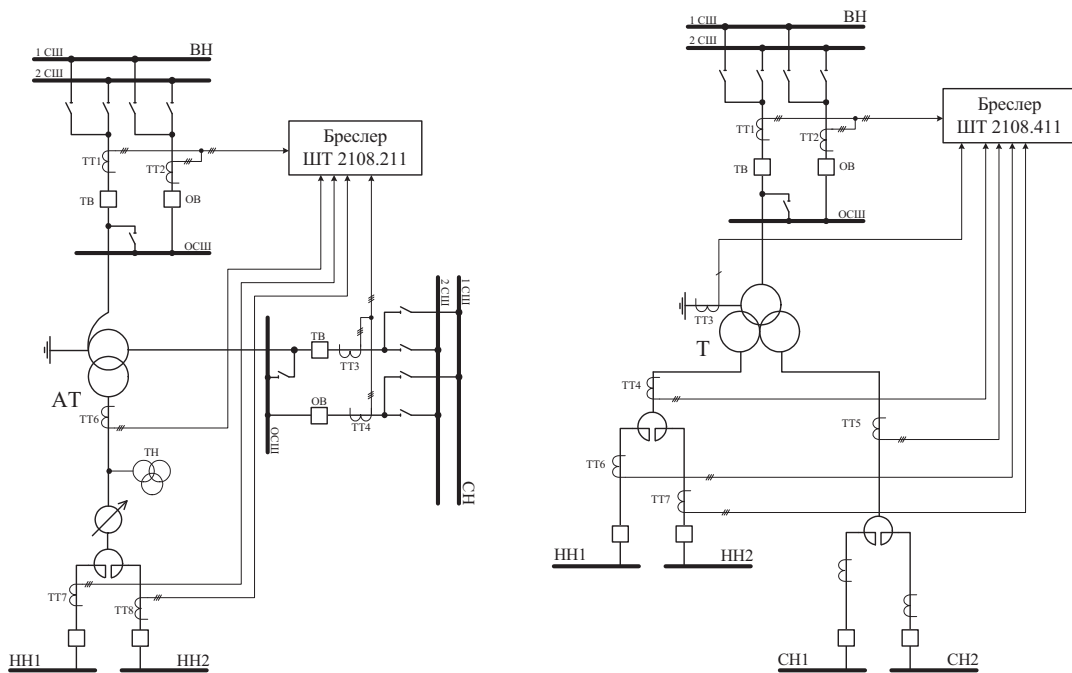 1 СШ
ВН
2 СШ
ТТ1
ТТ2
ТВ
ОВ
ОСШ
Бреслер
ШТ 2108.211
АТ
ТТ6
ТН
ТТ7
ТТ8
НН1
НН2
ТВ
ТТ3
ОВ
ТТ4
ОСШ
2 СШ
1 СШ
СН
1 СШ
ВН
2 СШ
ТТ1
ТТ2
ТВ
ОВ
ОСШ
Бреслер
ШТ 2108.411
ТТ3
Т
ТТ4
ТТ5
ТТ6
ТТ7
НН1
НН2
СН1
СН2